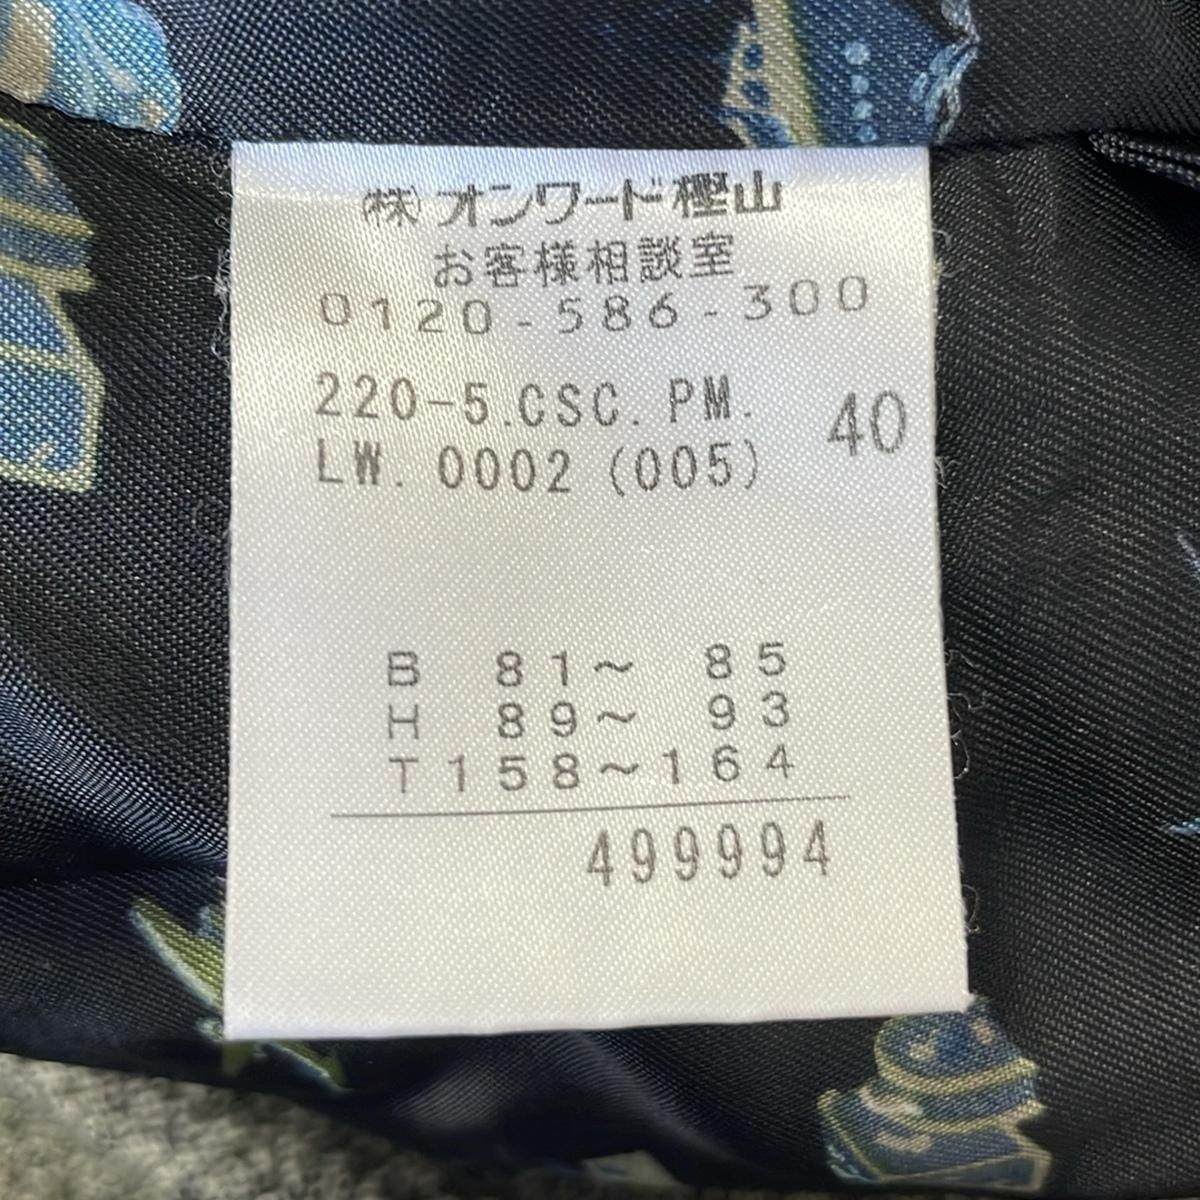 (株)オンワード樫山
お客様相談室
0120-586-300
220-5.CSC.PM. 40
LW.0002(005)
B 81~ 85
H 89~ 93
T158~164
499994